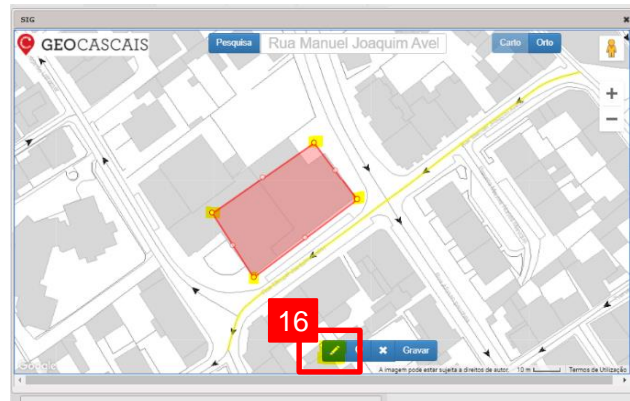 SIG
GEOCASCAIS
Pesquisa
Rua Manuel Joaquim Avel
Carto
Orto
16
Gravar
Google
A imagem pode estar sujeita a direitos de autor.
10 m
Termos de Utilização